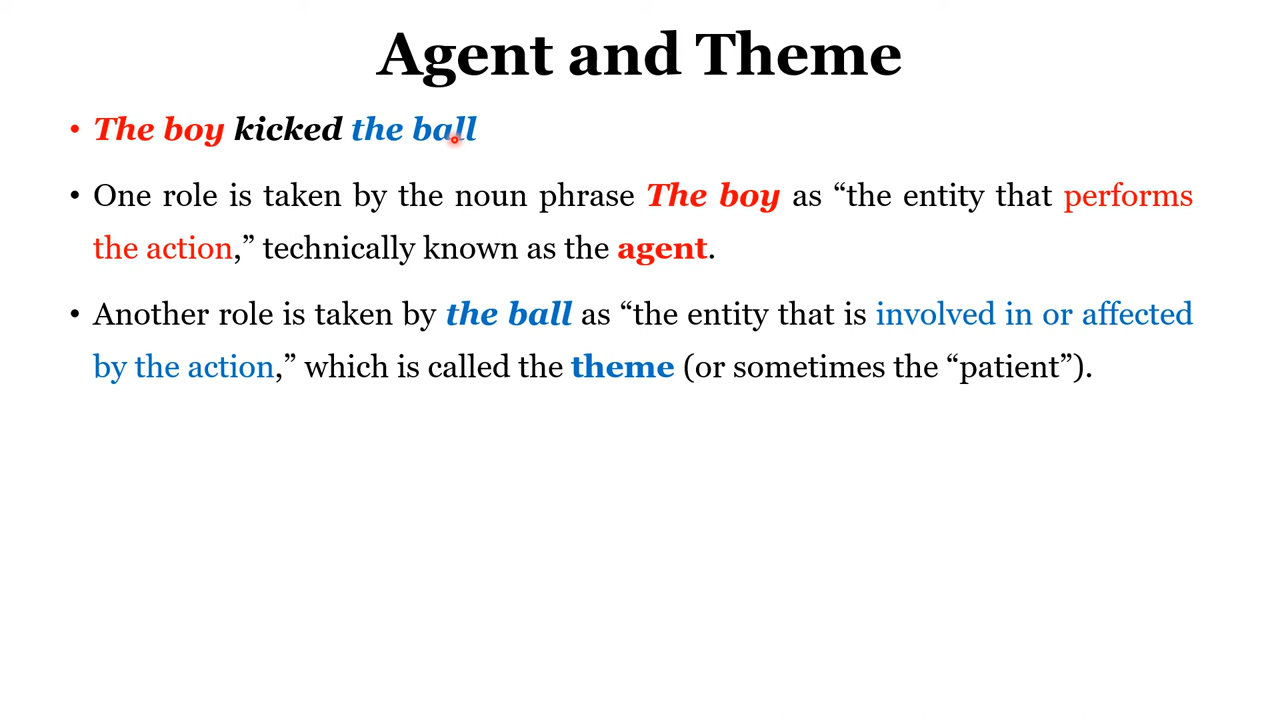 Agent and Theme
• The boy kicked the ball
• One role is taken by the noun phrase The boy as “the entity that performs
the action,” technically known as the agent.
• Another role is taken by the ball as “the entity that is involved in or affected
by the action,” which is called the theme (or sometimes the “patient”).